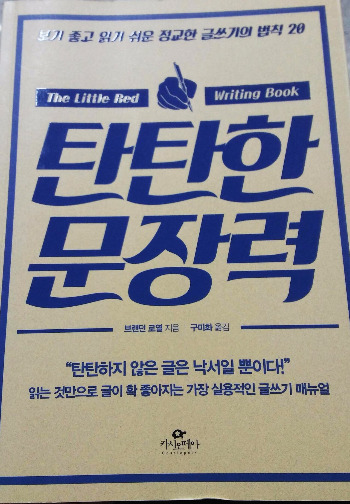 보기 좋고 읽기 쉬운 정교한 글쓰기의 법칙 20
The Little Red Writing Book
탄탄한
문장력
브랜던 로열 지음 구미화 옮김
“탄탄하지 않은 글은 낙서일 뿐이다!”
읽는 것만으로 글이 확 좋아지는 가장 실용적인 글쓰기 매뉴얼
카시오페아